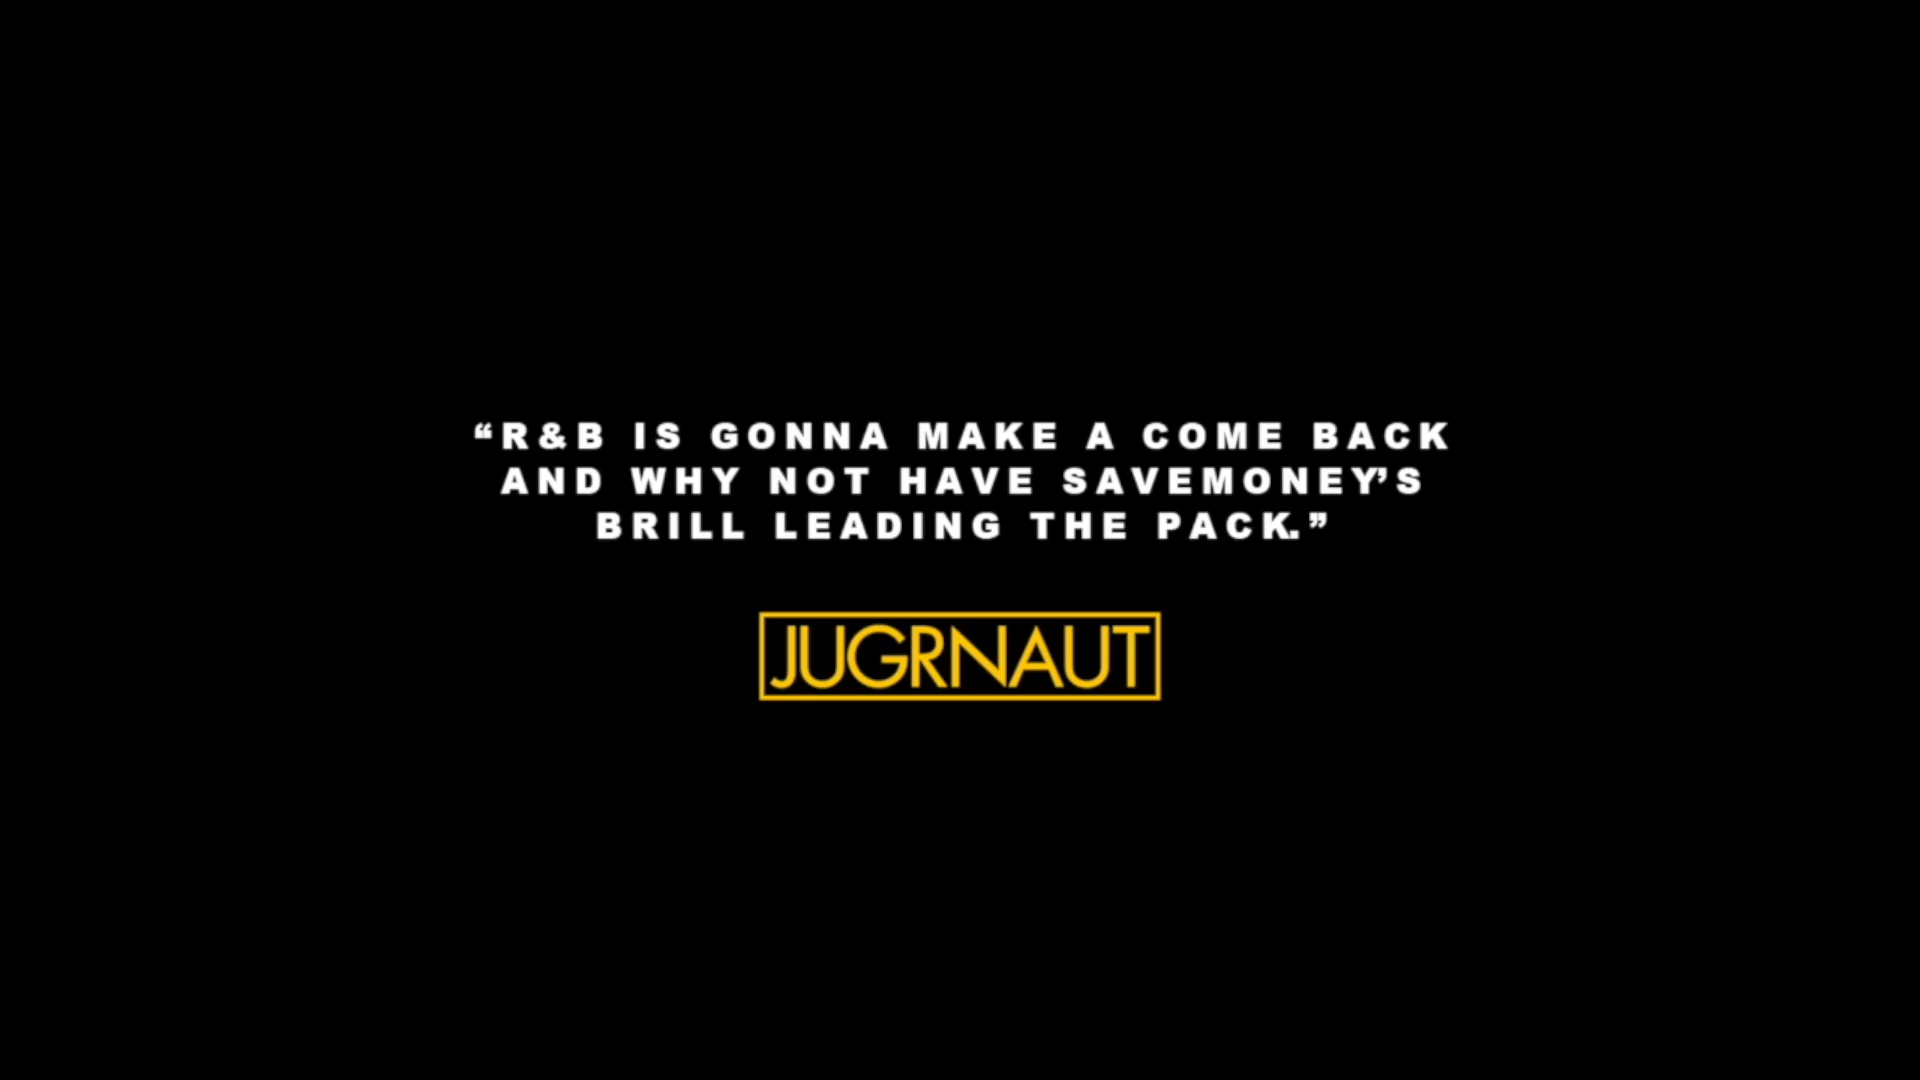 “R&B IS GONNA MAKE A COME BACK
AND WHY NOT HAVE SAVEMONEY’S
BRILL LEADING THE PACK.”
JUGRNAUT